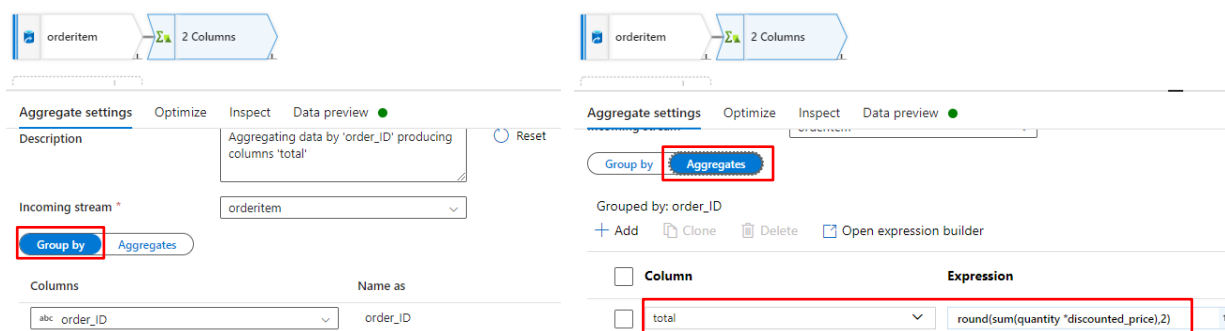 orderitem
2 Columns
Aggregate settings Optimize Inspect Data preview
Description
Aggregating data by 'order_ID' producing
columns 'total'
Reset
Incoming stream *
orderitem
Group by Aggregates
Columns Name as
abc order_ID order_ID
orderitem
2 Columns
Aggregate settings Optimize Inspect Data preview
Group by Aggregates
Grouped by: order_ID
+ Add Clone Delete Open expression builder
Column Expression
total round(sum(quantity *discounted_price),2)